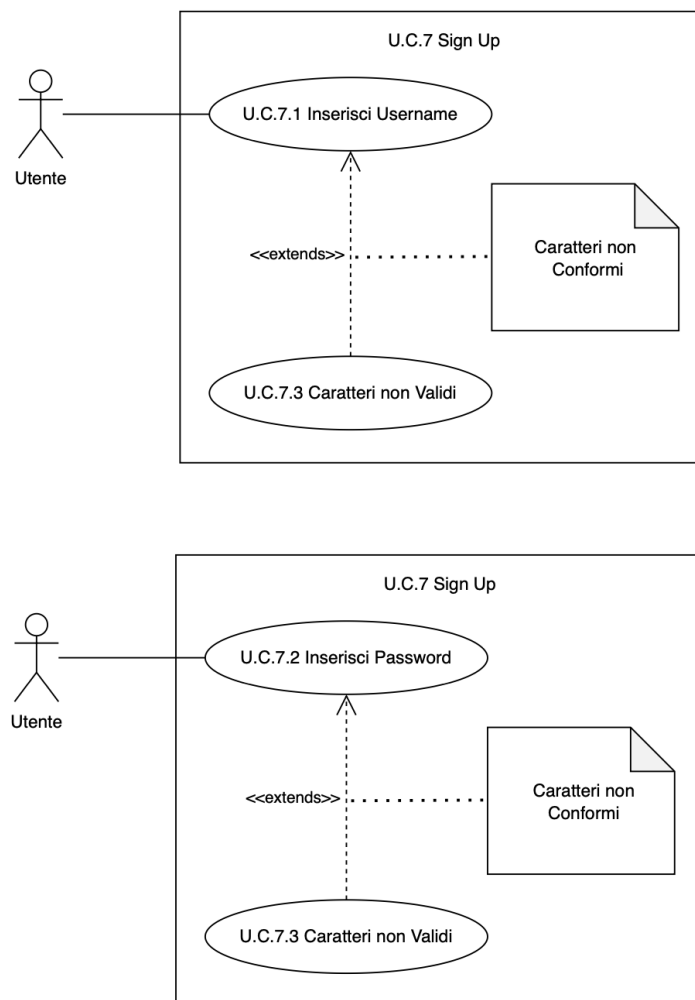 U.C.7 Sign Up
U.C.7.1 Inserisci Username
Utente
Caratteri non
Conformi
<<extends>>
U.C.7.3 Caratteri non Validi
U.C.7 Sign Up
U.C.7.2 Inserisci Password
Utente
Caratteri non
Conformi
<<extends>>
U.C.7.3 Caratteri non Validi